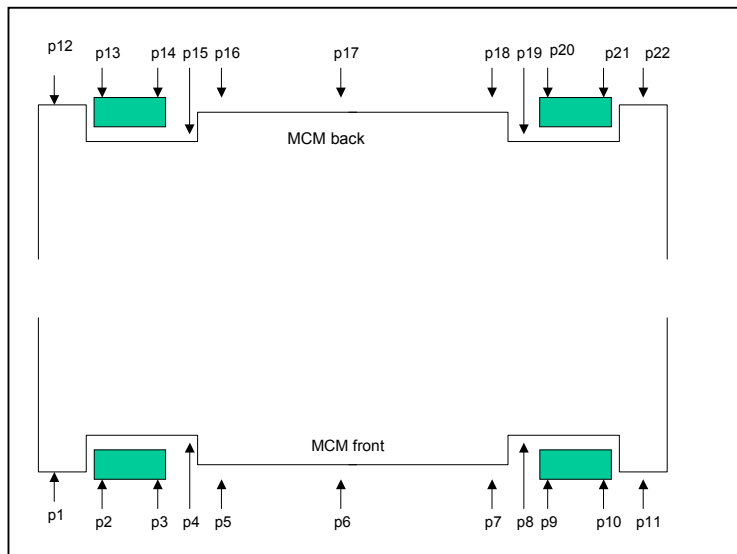 p12 p13 p14 p15 p16 p17 p18 p19 p20 p21 p22
MCM back
MCM front
p1 p2 p3 p4 p5 p6 p7 p8 p9 p10 p11